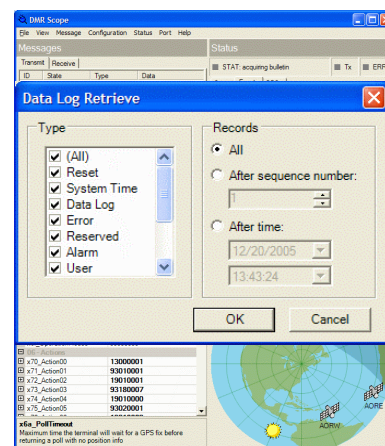 DMR Scope
File View Message Configuration Status Port Help
Messages
Status
Transmit Receive
STAT: acquiring bulletin Tx ERR
ID State Type Data
Data Log Retrieve
Type
(All)
Reset
System Time
Data Log
Error
Reserved
Alarm
User
Records
All
After sequence number:
1
After time:
12/20/2005
13:43:24
OK Cancel
x70_Action00 13000001
x71_Action01 93010001
x72_Action02 19010001
x73_Action03 93180007
x74_Action04 19010000
x75_Action05 93020001
x6a_PollTimeout
Maximum time the terminal will wait for a GPS fix before
returning a poll with no position info
AORE
AORW